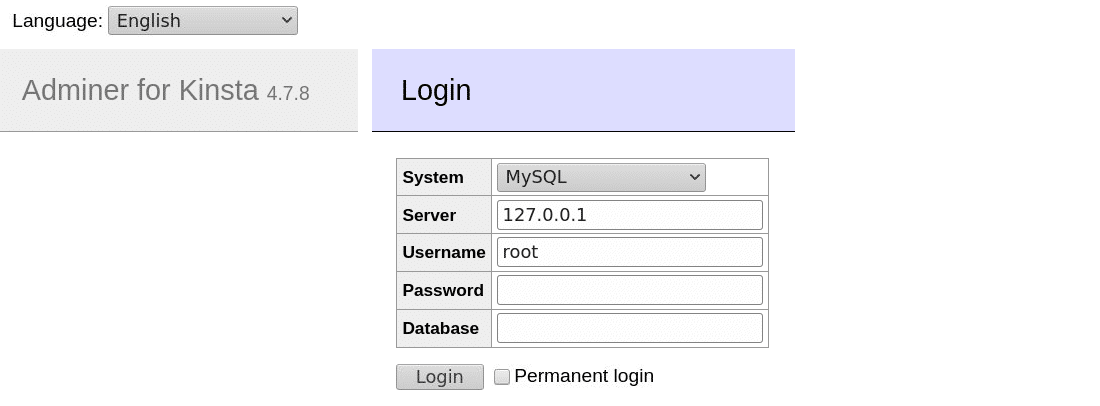 Language: English
Adminer for Kinsta 4.7.8
Login
System MySQL
Server 127.0.0.1
Username root
Password
Database
Login Permanent login